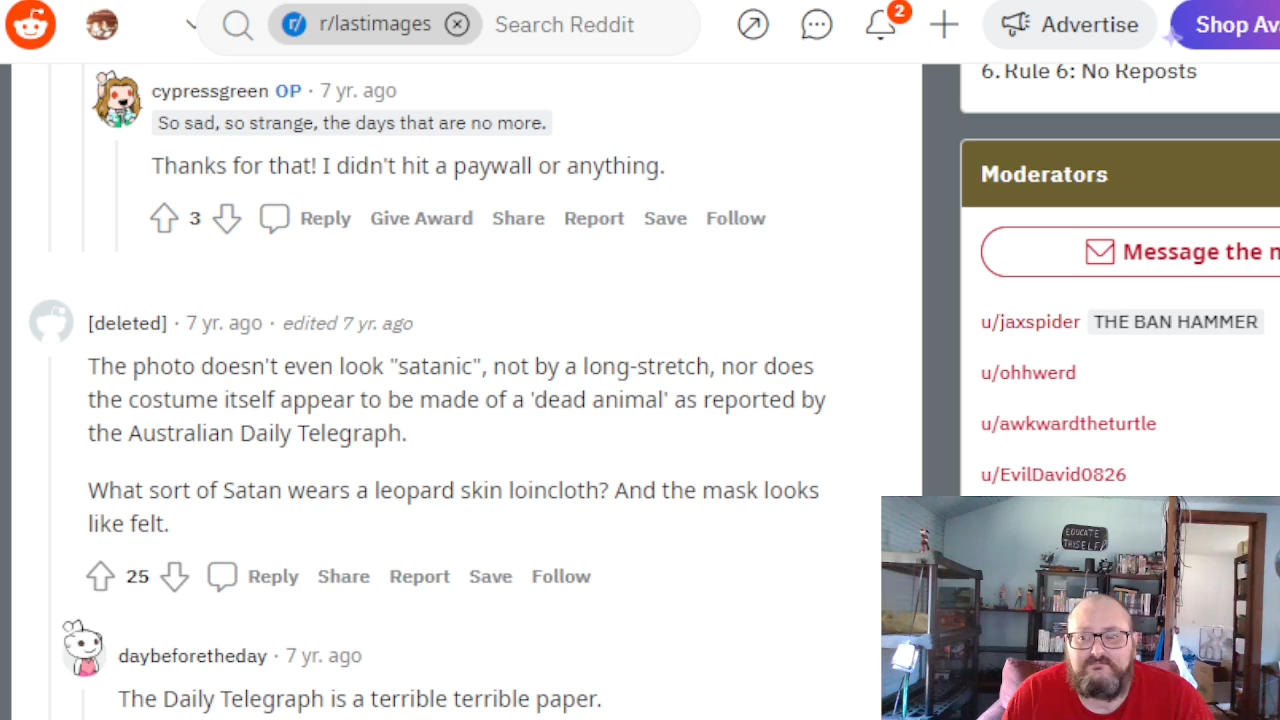 r/ r/lastimages Search Reddit 2 Advertise Shop Av
cypressgreen OP · 7 yr. ago
So sad, so strange, the days that are no more.
Thanks for that! I didn't hit a paywall or anything.
3 Reply Give Award Share Report Save Follow
[deleted] · 7 yr. ago · edited 7 yr. ago
The photo doesn't even look "satanic", not by a long-stretch, nor does
the costume itself appear to be made of a 'dead animal' as reported by
the Australian Daily Telegraph.
What sort of Satan wears a leopard skin loincloth? And the mask looks
like felt.
25 Reply Share Report Save Follow
daybeforetheday · 7 yr. ago
The Daily Telegraph is a terrible terrible paper.
6. Rule 6: No Reposts
Moderators
Message the
u/jaxspider THE BAN HAMMER
u/ohhwerd
u/awkwardtheturtle
u/EvilDavid0826
EDUCATE
THYSELF